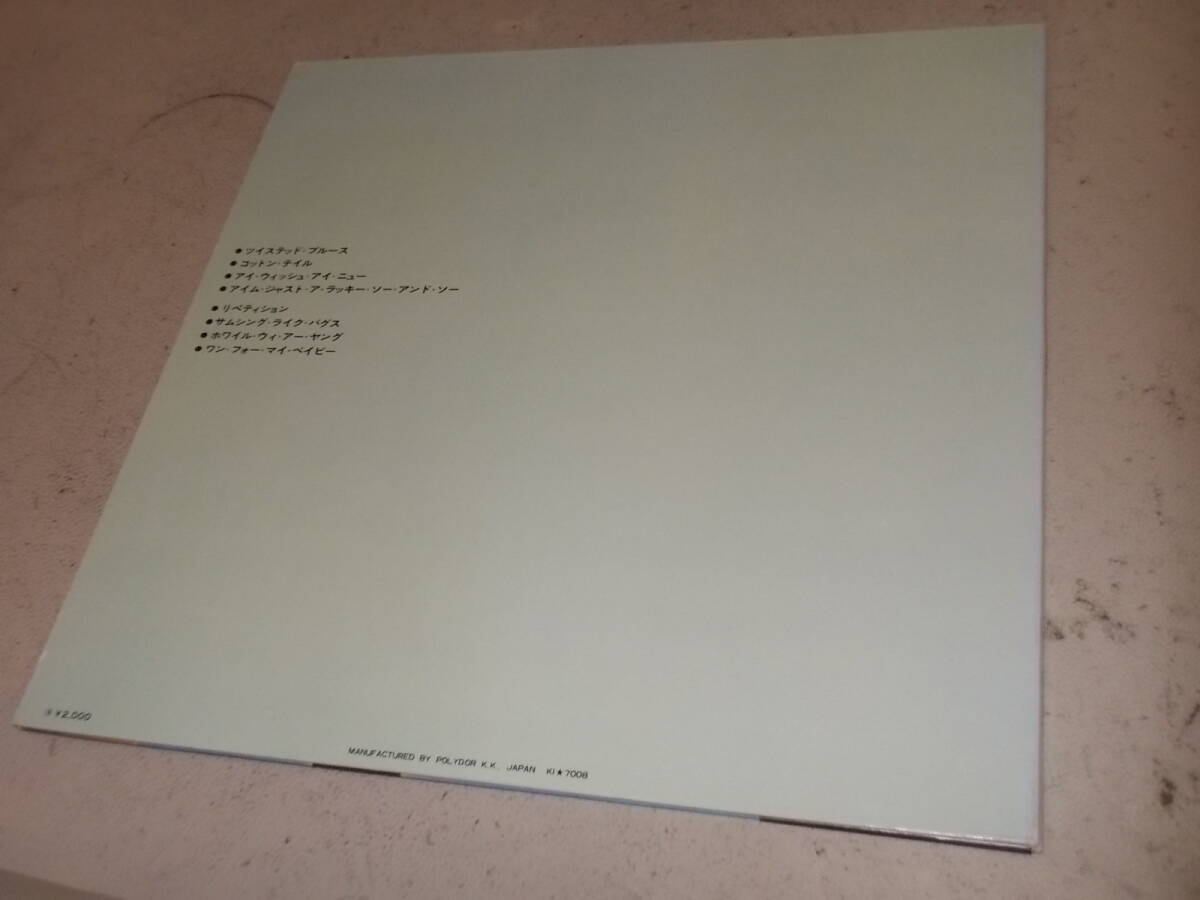 ● ツイステッド・ブルース
● コットン・テイル
● アイ・ウィッシュ・アイ・ニュー
● アイム・ジャスト・ア・ラッキー・ソー・アンド・ソー
● リペティション
● サムシング・ライク・バグス
● ホワイル・ウィ・アー・ヤング
● ワン・フォー・マイ・ベイビー
¥2,000
MANUFACTURED BY POLYDOR K.K. JAPAN KI★7008